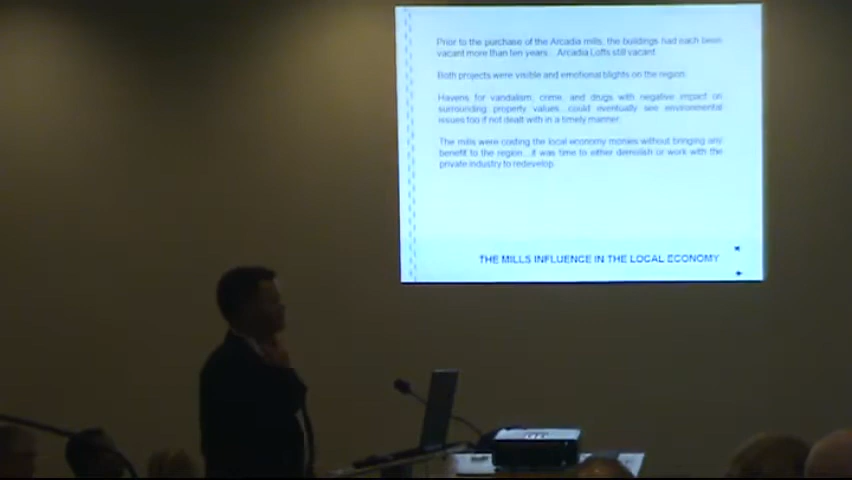 Prior to the purchase of the Arcadia mills, the buildings had each been
vacant more than ten years... Arcadia Lofts still vacant.
Both projects were visible and emotional blights on the region.
Havens for vandalism, crime, and drugs with negative impact on
surrounding property values...could eventually see environmental
issues too if not dealt with in a timely manner.
The mills were costing the local economy monies without bringing any
benefit to the region...it was time to either demolish or work with the
private industry to redevelop.
THE MILLS INFLUENCE IN THE LOCAL ECONOMY